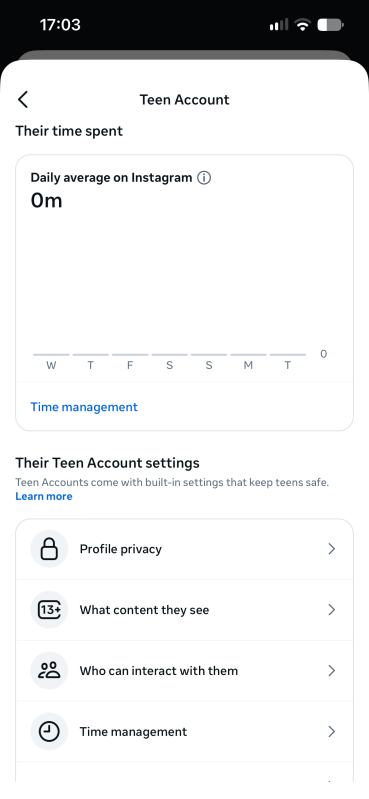 17:03
Teen Account
Their time spent
Daily average on Instagram
0m
0
W T F S S M T
Time management
Their Teen Account settings
Teen Accounts come with built-in settings that keep teens safe.
Learn more
Profile privacy
13+ What content they see
Who can interact with them
Time management